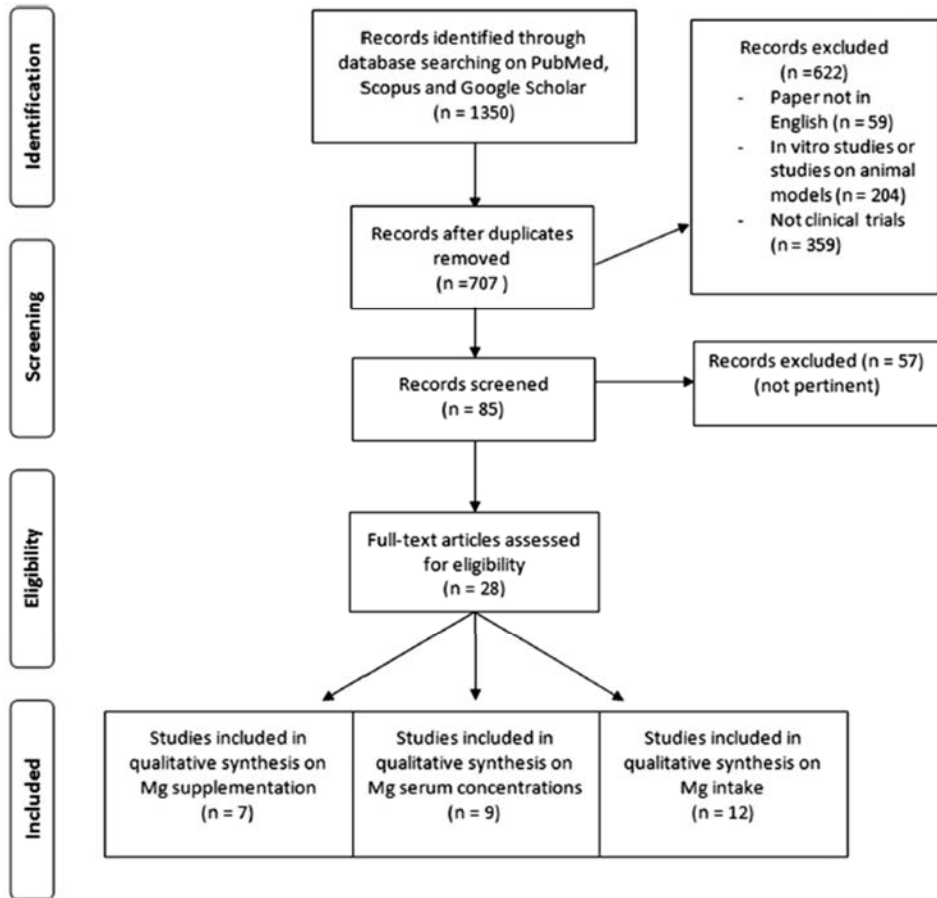 Identification
Records identified through
database searching on PubMed,
Scopus and Google Scholar
(n = 1350)
Records excluded
(n =622)
- Paper not in
English (n = 59)
- In vitro studies or
studies on animal
models (n = 204)
- Not clinical trials
(n = 359)
Records after duplicates
removed
(n =707 )
Screening
Records screened
(n = 85)
Records excluded (n = 57)
(not pertinent)
Eligibility
Full-text articles assessed
for eligibility
(n = 28)
Included
Studies included in
qualitative synthesis on
Mg supplementation
(n = 7)
Studies included in
qualitative synthesis on
Mg serum concentrations
(n = 9)
Studies included in
qualitative synthesis on
Mg intake
(n = 12)